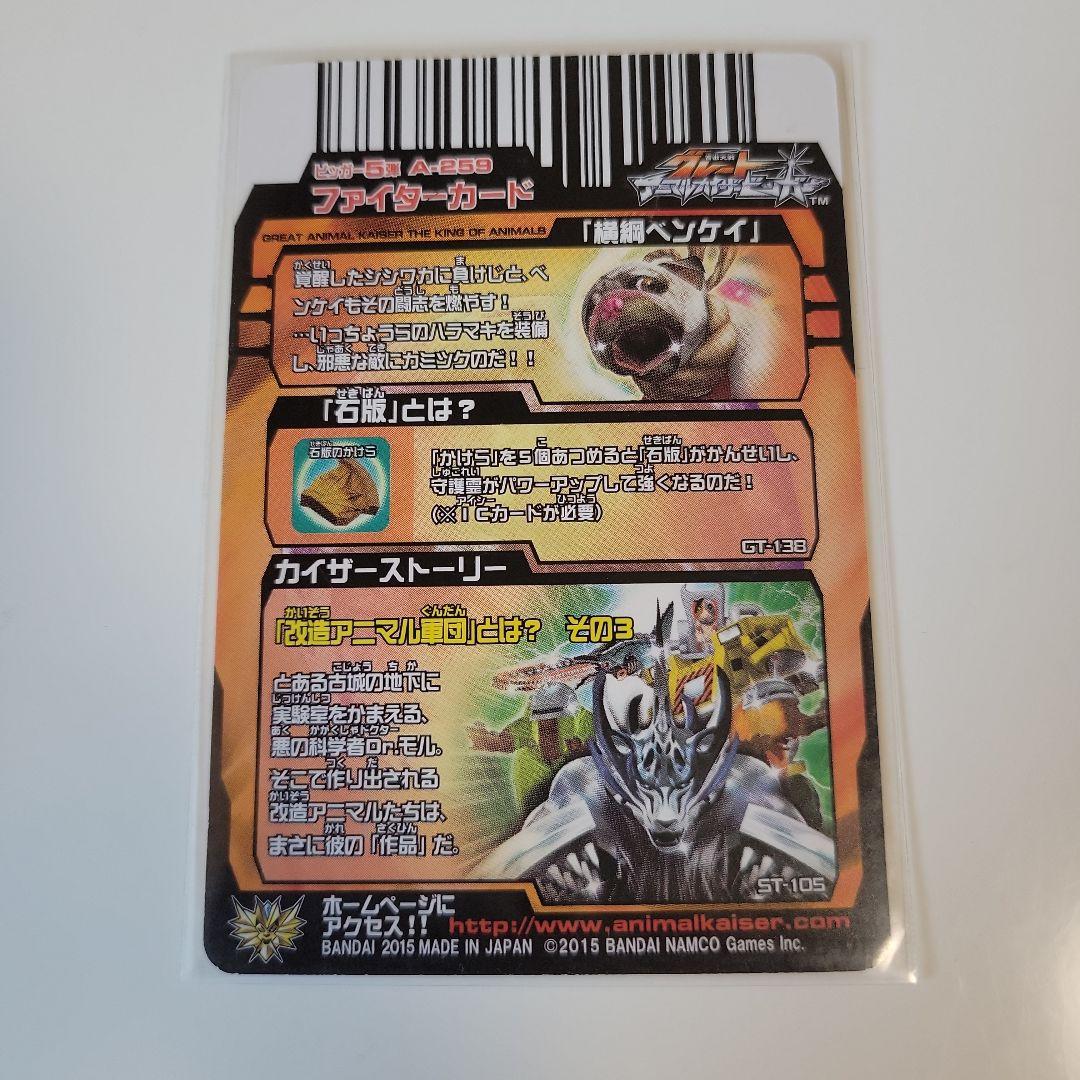 ビッガー5弾 A-259
ファイターカード
百獣大戦
グレート
アニマルカイザービッガー
TM
GREAT ANIMAL KAISER THE KING OF ANIMALS
「横綱ベンケイ」
覚醒したシシワカに負けじと、ベ
ンケイもその闘志を燃やす!
…いっちょうらのハラマキを装備
し、邪悪な敵にカミツクのだ!!
「石版」とは?
石版のかけら
「かけら」を5個あつめると「石版」がかんせいし、
守護霊がパワーアップして強くなるのだ!
(※ICカードが必要)
GT-138
カイザーストーリー
「改造アニマル軍団」とは? その3
とある古城の地下に
実験室をかまえる、
悪の科学者Dr.モル。
そこで作り出される
改造アニマルたちは、
まさに彼の「作品」だ。
ST-105
ホームページに
アクセス!! http://www.animalkaiser.com
BANDAI 2015 MADE IN JAPAN ©2015 BANDAI NAMCO Games Inc.